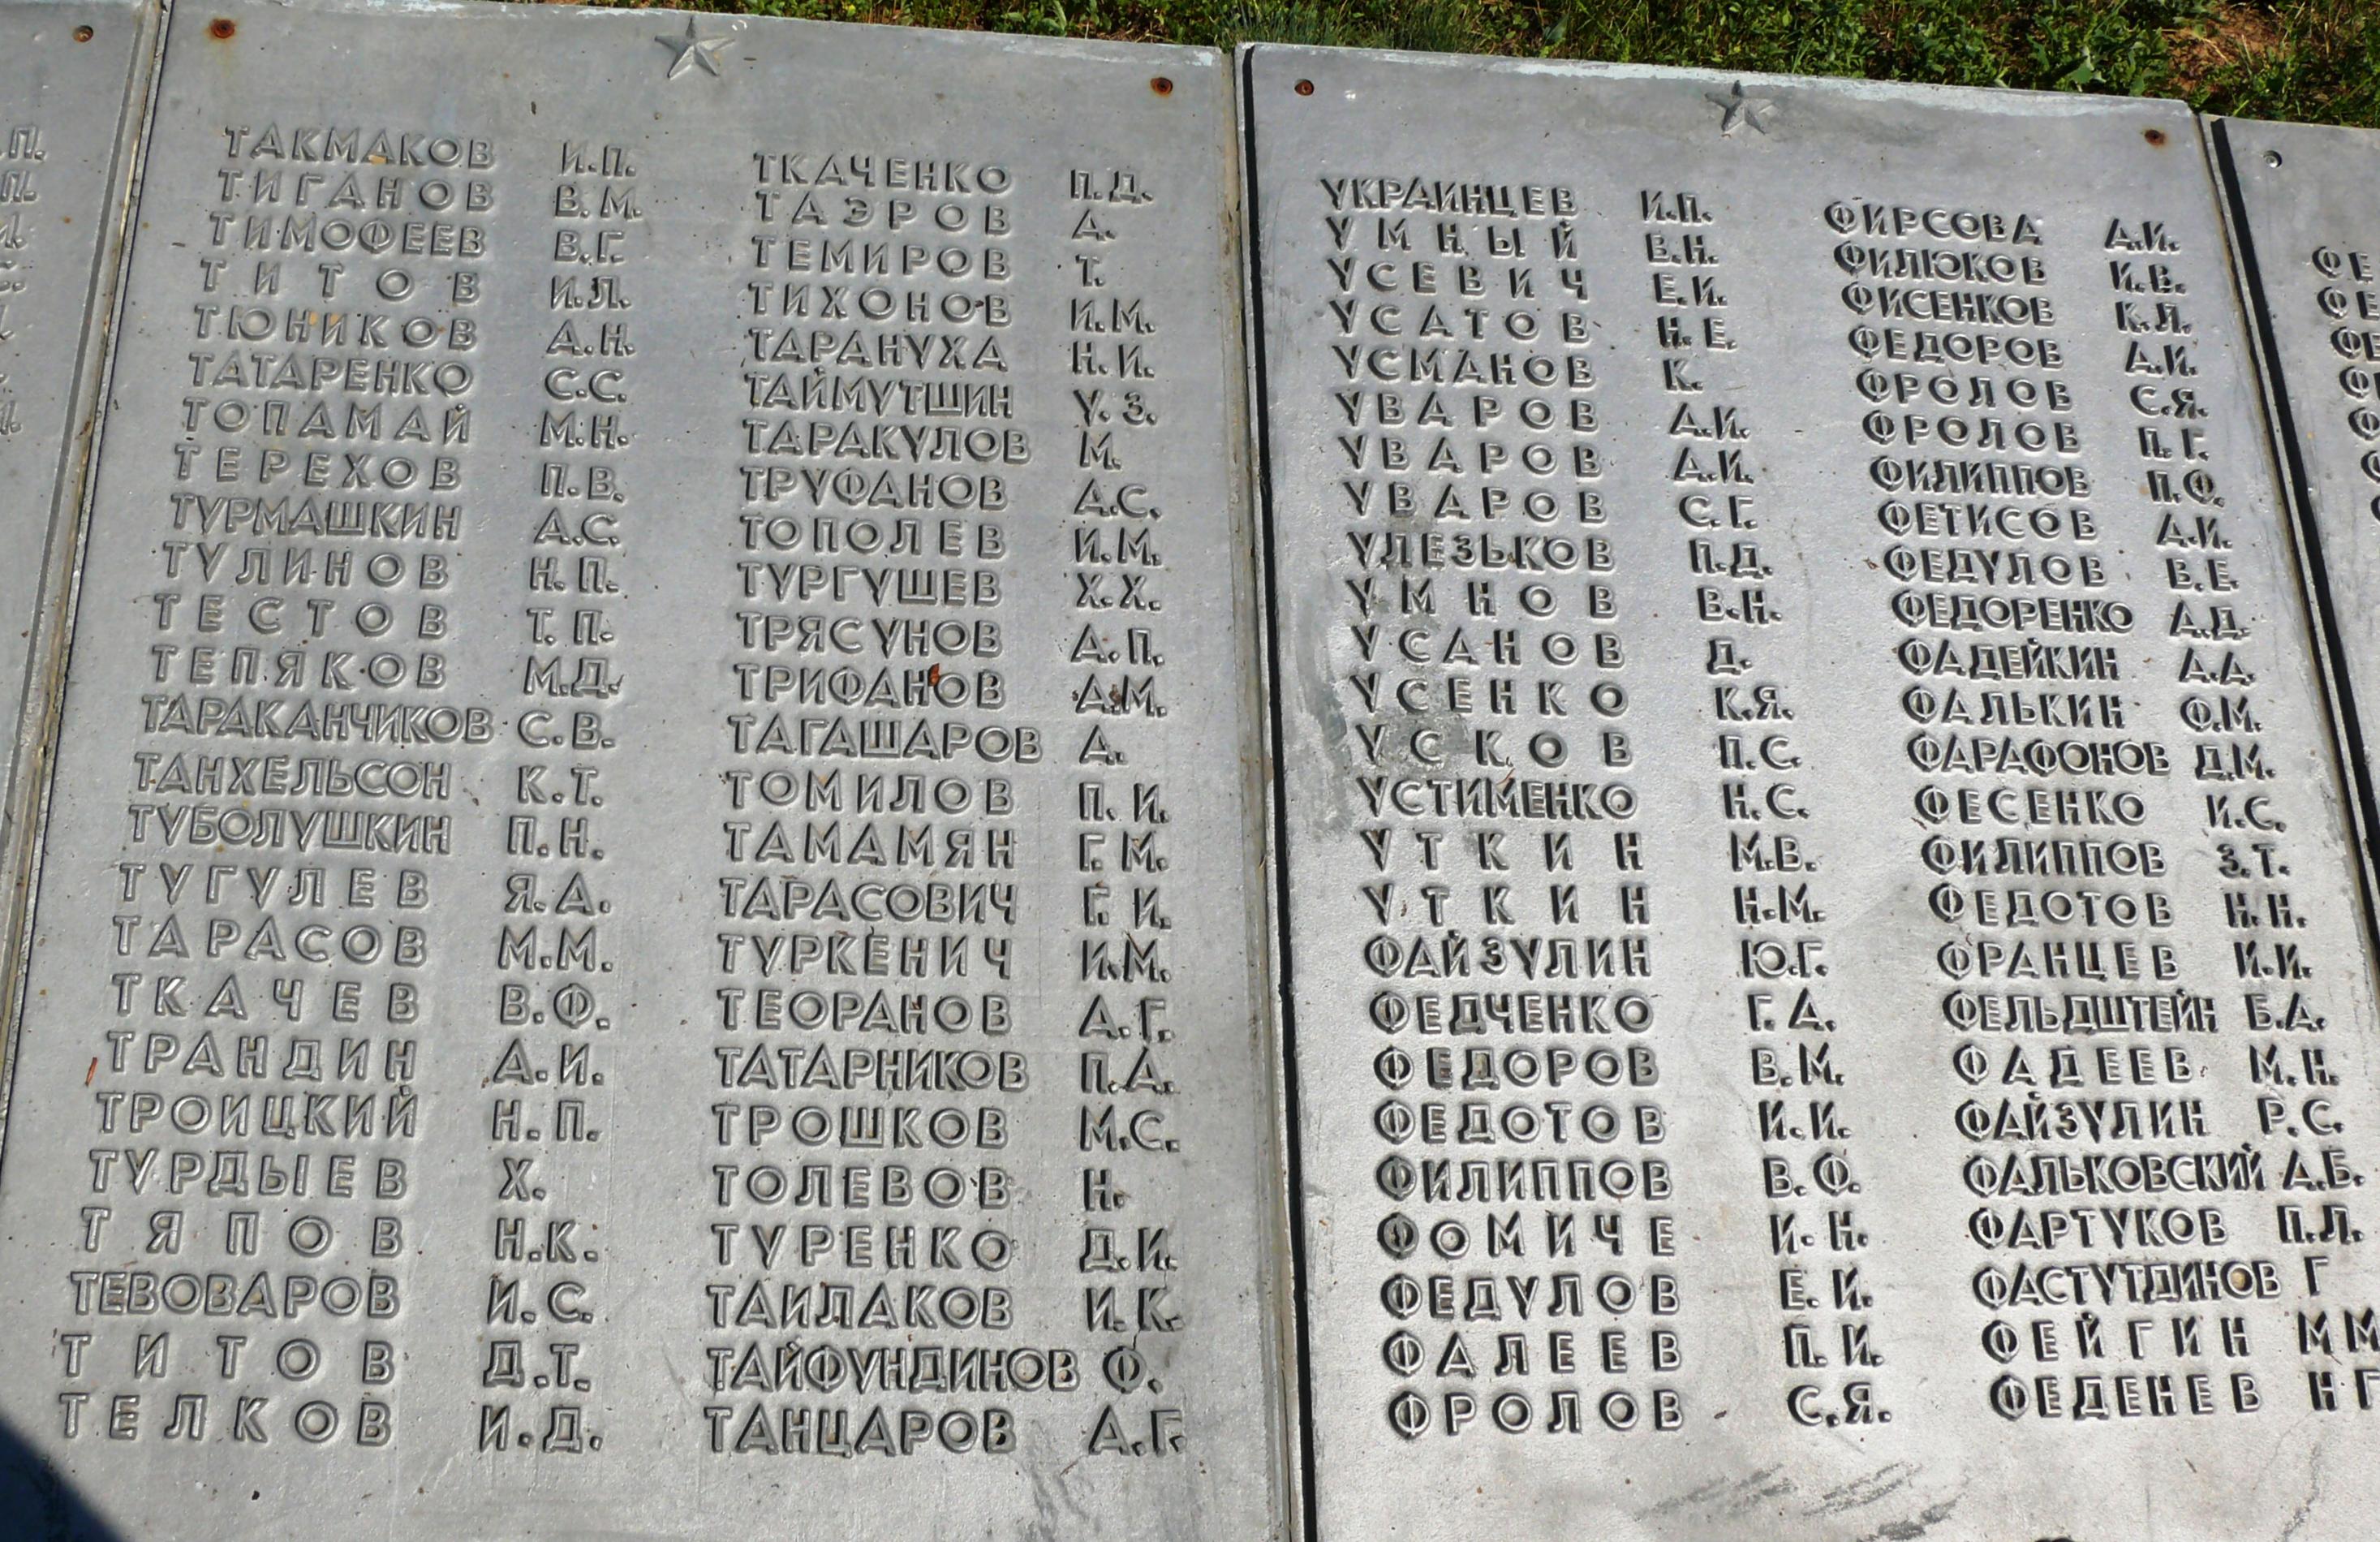 ТАКМАКОВ И.П.
ТИГАНОВ В.М.
ТИМОФЕЕВ В.Г.
ТИТОВ И.Л.
ТЮНИКОВ А.Н.
ТАТАРЕНКО С.С.
ТОПАМАЙ М.Н.
ТЕРЕХОВ П.В.
ТУРМАШКИН А.С.
ТУЛИНОВ Н.П.
ТЕСТОВ Т.П.
ТЕПЯКОВ М.Д.
ТАРАКАНЧИКОВ С.В.
ТАНХЕЛЬСОН К.Т.
ТУБОЛУШКИН П.Н.
ТУГУЛЕВ Я.А.
ТАРАСОВ М.М.
ТКАЧЕВ В.Ф.
ТРАНДИН А.И.
ТРОИЦКИЙ Н.П.
ТУРДЫЕВ Х.
ТЯПОВ Н.К.
ТЕВОВАРОВ И.С.
ТИТОВ Д.Т.
ТЕЛКОВ И.Д.
ТКАЧЕНКО П.Д.
ТАЭРОВ А.
ТЕМИРОВ Т.
ТИХОНОВ И.М.
ТАРАНУХА Н.И.
ТАЙМУТШИН У.З.
ТАРАКУЛОВ М.
ТРУФАНОВ А.С.
ТОПОЛЕВ И.М.
ТУРГУШЕВ Х.Х.
ТРЯСУНОВ А.П.
ТРИФАНОВ А.М.
ТАГАШАРОВ А.
ТОМИЛОВ П.И.
ТАМАМЯН Г.М.
ТАРАСОВИЧ Г.И.
ТУРКЕНИЧ И.М.
ТЕОРАНОВ А.Г.
ТАТАРНИКОВ П.А.
ТРОШКОВ М.С.
ТОЛЕВОВ Н.
ТУРЕНКО Д.И.
ТАИЛАКОВ И.К.
ТАЙФУНДИНОВ Ф.
ТАНЦАРОВ А.Г.
УКРАИНЦЕВ И.П.
УМНЫЙ В.Н.
УСЕВИЧ Е.И.
УСАТОВ Н.Е.
УСМАНОВ К.
УВАРОВ А.И.
УВАРОВ А.И.
УВАРОВ С.Г.
УЛЕЗЬКОВ П.Д.
УМНОВ В.Н.
УСАНОВ Д.
УСЕНКО К.Я.
УСКОВ П.С.
УСТИМЕНКО Н.С.
УТКИН М.В.
УТКИН Н.М.
ФАЙЗУЛИН Ю.Г.
ФЕДЧЕНКО Г.А.
ФЕДОРОВ В.М.
ФЕДОТОВ И.И.
ФИЛИППОВ В.Ф.
ФОМИЧЕ И.Н.
ФЕДУЛОВ Е.И.
ФАЛЕЕВ П.И.
ФРОЛОВ С.Я.
ФИРСОВА А.И.
ФИЛЮКОВ И.В.
ФИСЕНКОВ К.Л.
ФЕДОРОВ А.И.
ФРОЛОВ С.Я.
ФРОЛОВ П.Г.
ФИЛИППОВ П.Ф.
ФЕТИСОВ А.И.
ФЕДУЛОВ В.Е.
ФЕДОРЕНКО А.Д.
ФАДЕЙКИН А.А.
ФАЛЬКИН Ф.М.
ФАРАФОНОВ Д.М.
ФЕСЕНКО И.С.
ФИЛИППОВ З.Т.
ФЕДОТОВ Н.Н.
ФРАНЦЕВ И.И.
ФЕЛЬДШТЕЙН Б.А.
ФАДЕЕВ М.Н.
ФАЙЗУЛИН Р.С.
ФАЛЬКОВСКИЙ А.Б.
ФАРТУКОВ П.Л.
ФАСТУТДИНОВ Г
ФЕЙГИН М М
ФЕДЕНЕВ Н Г